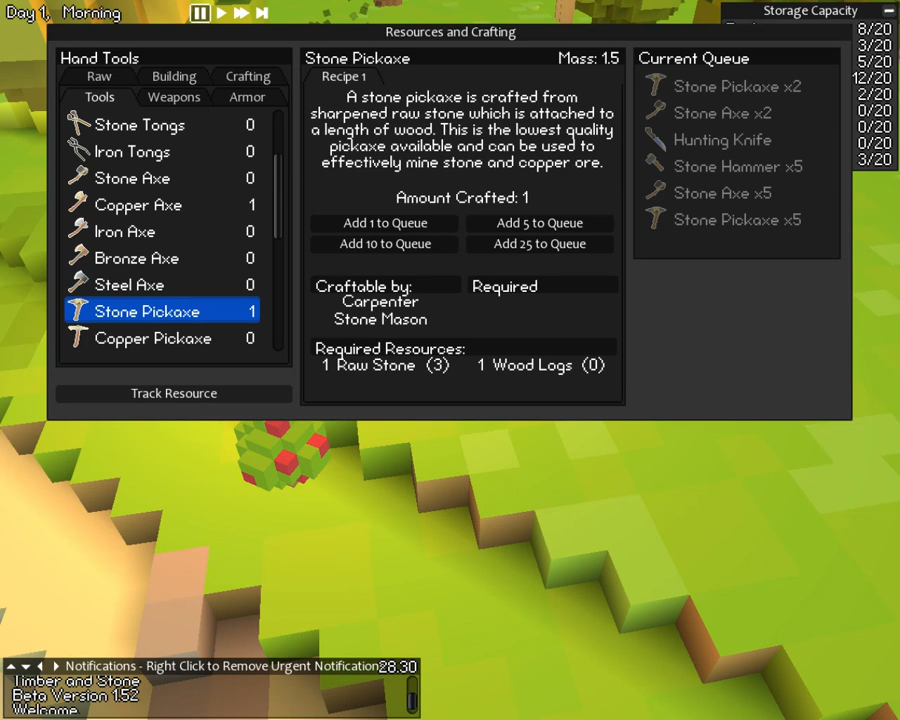 Day 1, Morning
Storage Capacity
Resources and Crafting
8/20
3/20
5/20
12/20
2/20
0/20
0/20
0/20
3/20
Hand Tools
Raw Building Crafting
Tools Weapons Armor
Stone Tongs 0
Iron Tongs 0
Stone Axe 0
Copper Axe 1
Iron Axe 0
Bronze Axe 0
Steel Axe 0
Stone Pickaxe 1
Copper Pickaxe 0
Track Resource
Stone Pickaxe Mass: 1.5
Recipe 1
A stone pickaxe is crafted from
sharpened raw stone which is attached to
a length of wood. This is the lowest quality
pickaxe available and can be used to
effectively mine stone and copper ore.
Amount Crafted: 1
Add 1 to Queue Add 5 to Queue
Add 10 to Queue Add 25 to Queue
Craftable by: Required
Carpenter
Stone Mason
Required Resources:
1 Raw Stone (3) 1 Wood Logs (0)
Current Queue
Stone Pickaxe x2
Stone Axe x2
Hunting Knife
Stone Hammer x5
Stone Axe x5
Stone Pickaxe x5
Notifications - Right Click to Remove Urgent Notification 28.30
Timber and Stone
Beta Version 1.52
Welcome